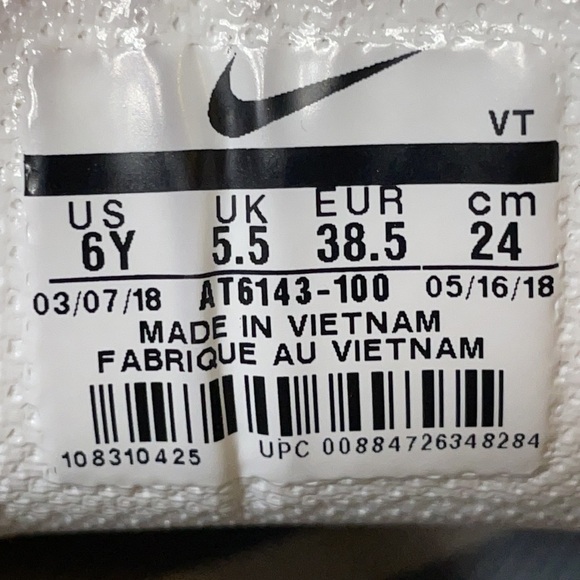 VT
US UK EUR cm
6Y 5.5 38.5 24
03/07/18 AT6143-100 05/16/18
MADE IN VIETNAM
FABRIQUE AU VIETNAM
108310425 UPC 00884726348284